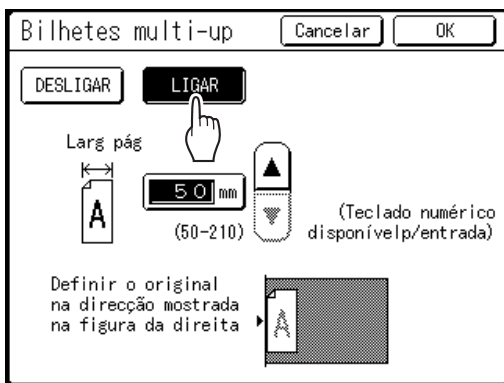 Bilhetes multi-up
Cancelar
OK
DESLIGAR
LIGAR
Larg pág
A
50 mm
(50-210)
(Teclado numérico
disponívelp/entrada)
Definir o original
na direcção mostrada
na figura da direita
A